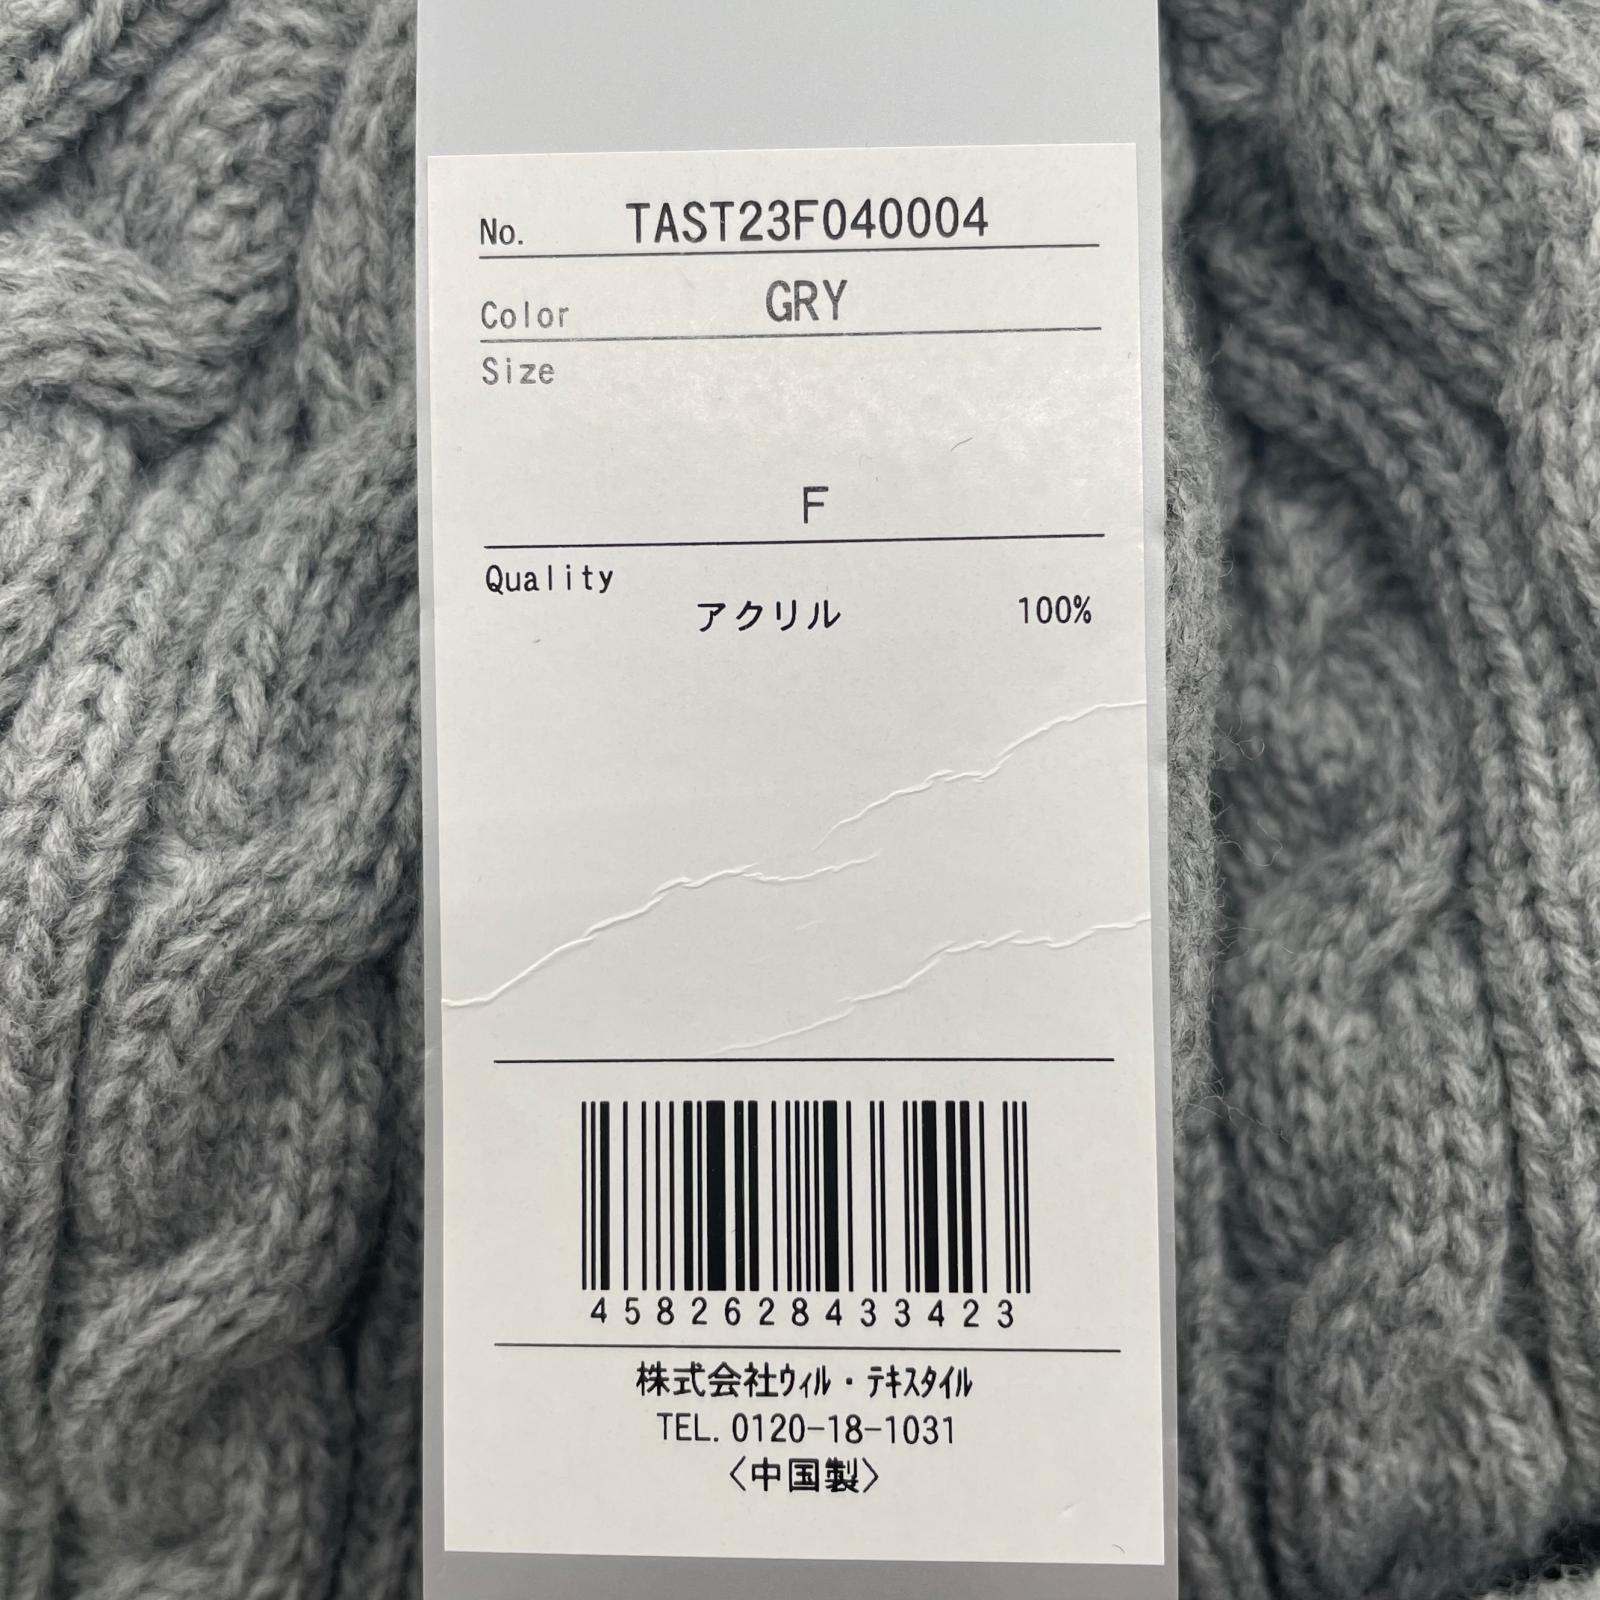 No. TAST23F040004
Color GRY
Size
F
Quality
アクリル 100%
4582628433423
株式会社ウィル・テキスタイル
TEL. 0120-18-1031
〈中国製〉